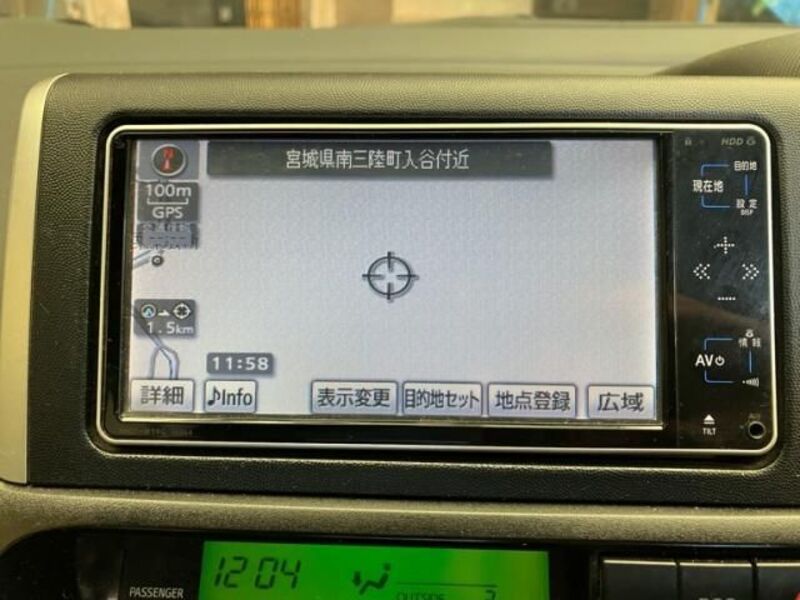 宮城県南三陸町入谷付近
HDD
目的地
現在地
設定
DISP
100m
GPS
1.5km
11:58
詳細
♪Info
表示変更
目的地セット
地点登録
広域
情報
AV
TILT
12:04
OUTSIDE
PASSENGER